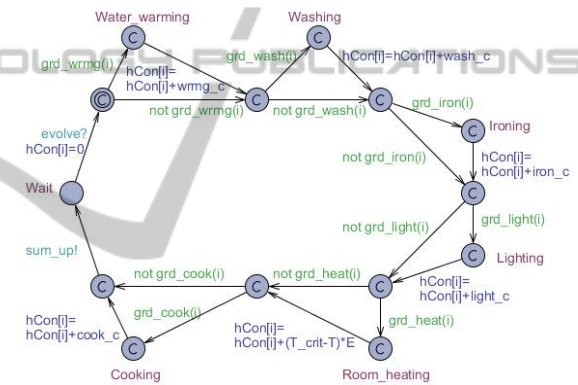 Water_warming
Washing
OLOGY PUBLICATIONS
grd_wrmg(i)
hCon[i]=
hCon[i]+wrmg_c
grd_wash(i)
hCon[i]=hCon[i]+wash_c
C
C
C
C
C
not grd_wrmg(i)
not grd_wash(i)
grd_iron(i)
C
Ironing
evolve?
hCon[i]=0
not grd_iron(i)
hCon[i]=
hCon[i]+iron_c
Wait
C
not grd_light(i)
grd_light(i)
sum_up!
C
Lighting
not grd_cook(i)
not grd_heat(i)
C
C
C
hCon[i]=
hCon[i]+light_c
grd_cook(i)
hCon[i]=
hCon[i]+cook_c
hCon[i]=
hCon[i]+(T_crit-T)*E
grd_heat(i)
C
C
Cooking
Room_heating